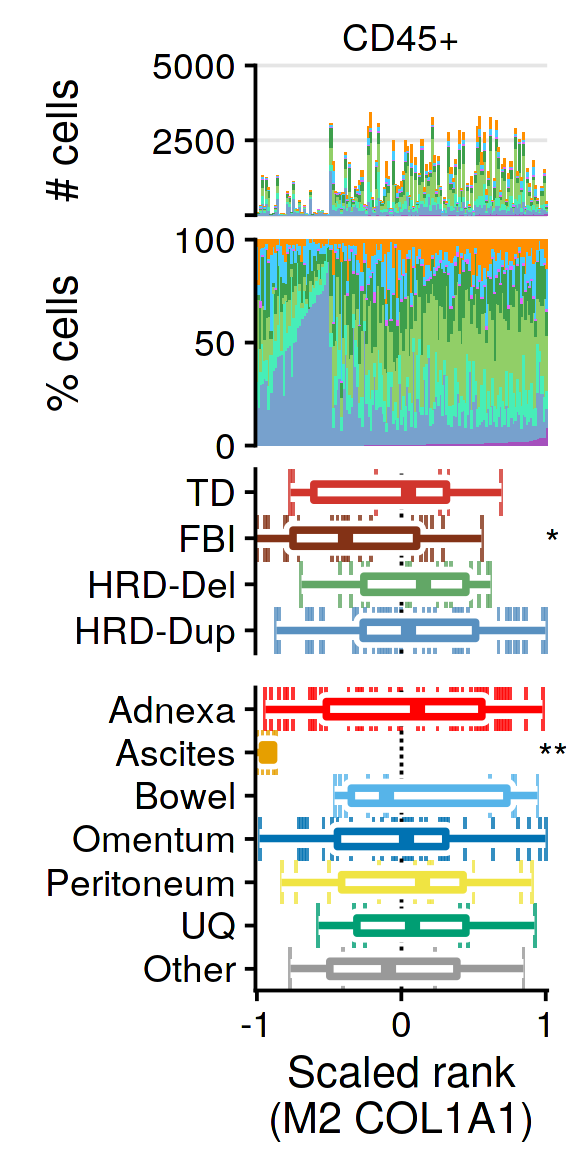 CD45+
5000
2500
# cells
100
50
0
% cells
TD
FBI
*
HRD-Del
HRD-Dup
Adnexa
Ascites
**
Bowel
Omentum
Peritoneum
UQ
Other
-1 0 1
Scaled rank
(M2 COL1A1)